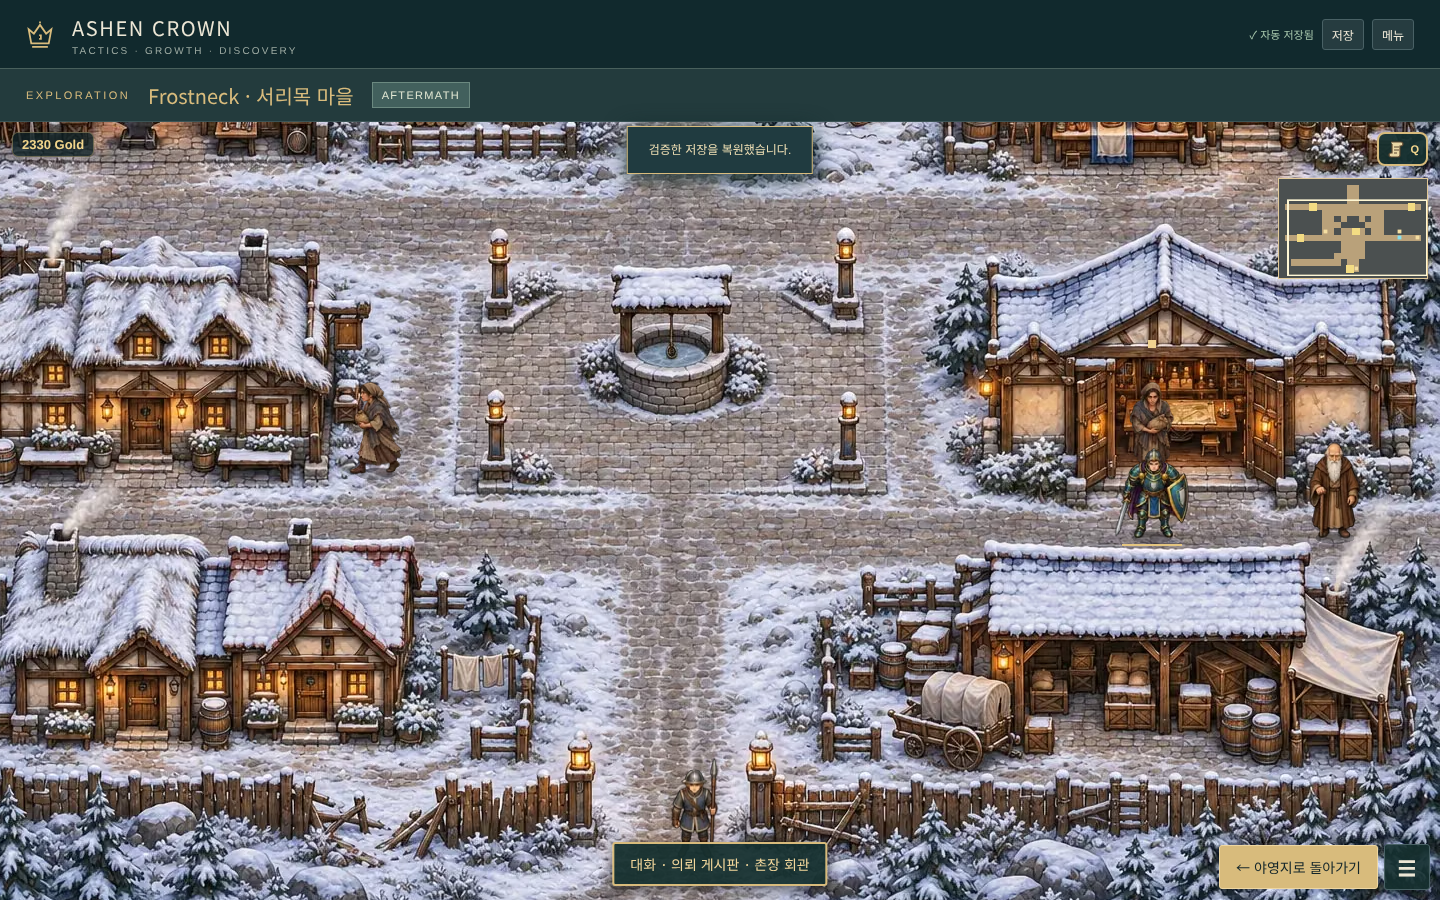 ASHEN CROWN
TACTICS · GROWTH · DISCOVERY
✓ 자동 저장됨
저장
메뉴
EXPLORATION
Frostneck · 서리목 마을
AFTERMATH
2330 Gold
검증한 저장을 복원했습니다.
Q
대화 · 의뢰 게시판 · 촌장 회관
← 야영지로 돌아가기